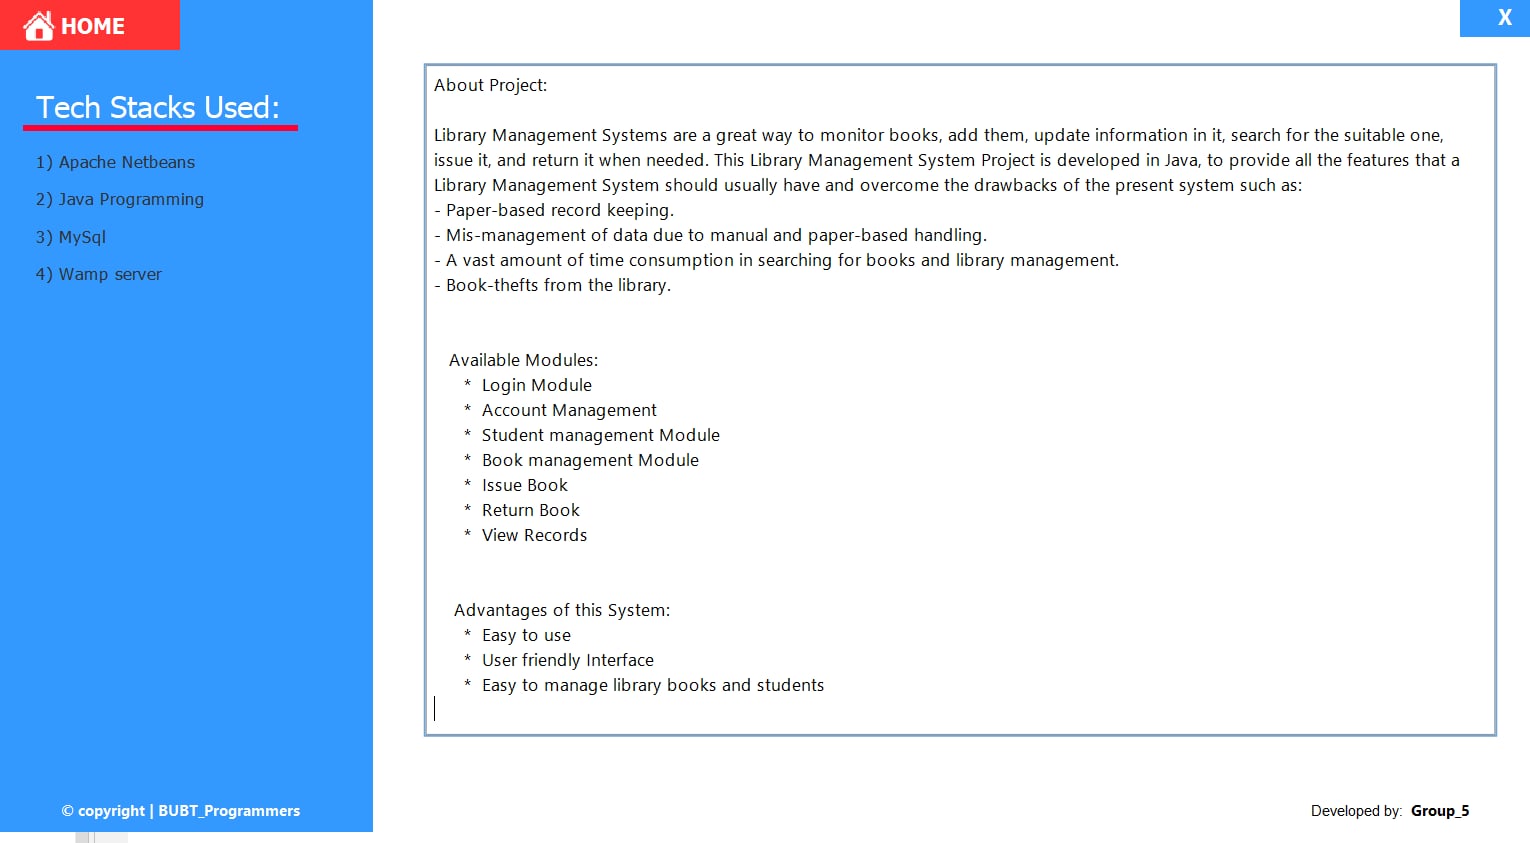 HOME
X
Tech Stacks Used:
1) Apache Netbeans
2) Java Programming
3) MySql
4) Wamp server
© copyright | BUBT_Programmers
About Project:
Library Management Systems are a great way to monitor books, add them, update information in it, search for the suitable one,
issue it, and return it when needed. This Library Management System Project is developed in Java, to provide all the features that a
Library Management System should usually have and overcome the drawbacks of the present system such as:
- Paper-based record keeping.
- Mis-management of data due to manual and paper-based handling.
- A vast amount of time consumption in searching for books and library management.
- Book-thefts from the library.
Available Modules:
* Login Module
* Account Management
* Student management Module
* Book management Module
* Issue Book
* Return Book
* View Records
Advantages of this System:
* Easy to use
* User friendly Interface
* Easy to manage library books and students
Developed by: Group_5